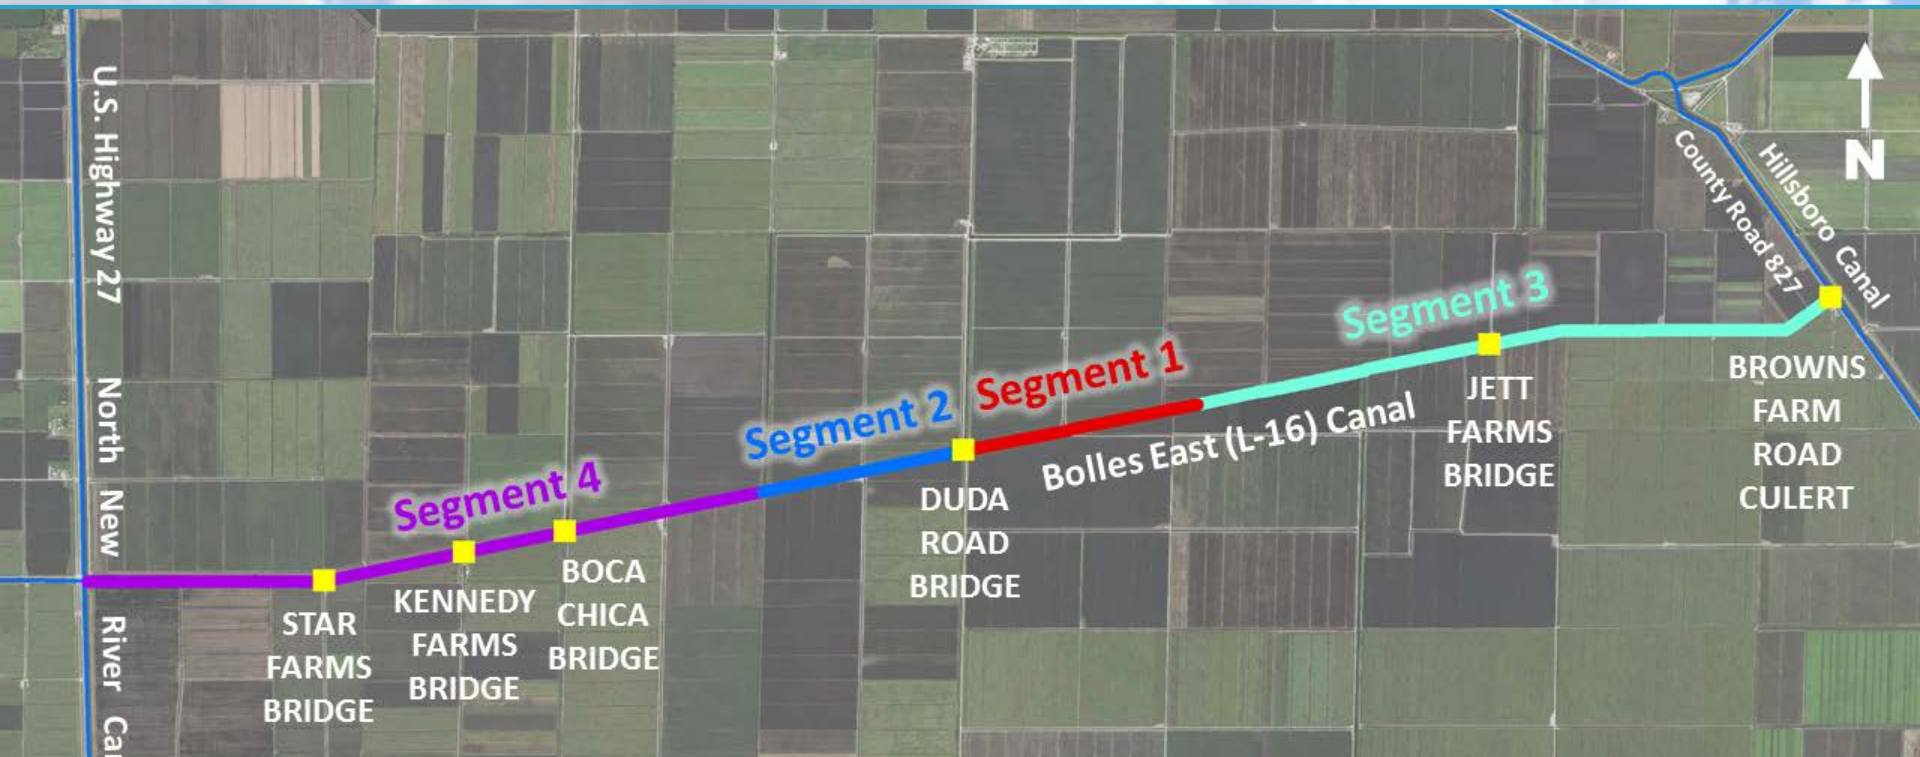 U.S. Highway 27
North New
River Ca
N
Hillsboro Canal
County Road 827
Segment 3
Segment 1
Segment 2
Segment 4
Bolles East (L-16) Canal
JETT
FARMS
BRIDGE
BROWNS
FARM
ROAD
CULERT
DUDA
ROAD
BRIDGE
BOCA
CHICA
BRIDGE
KENNEDY
FARMS
BRIDGE
STAR
FARMS
BRIDGE